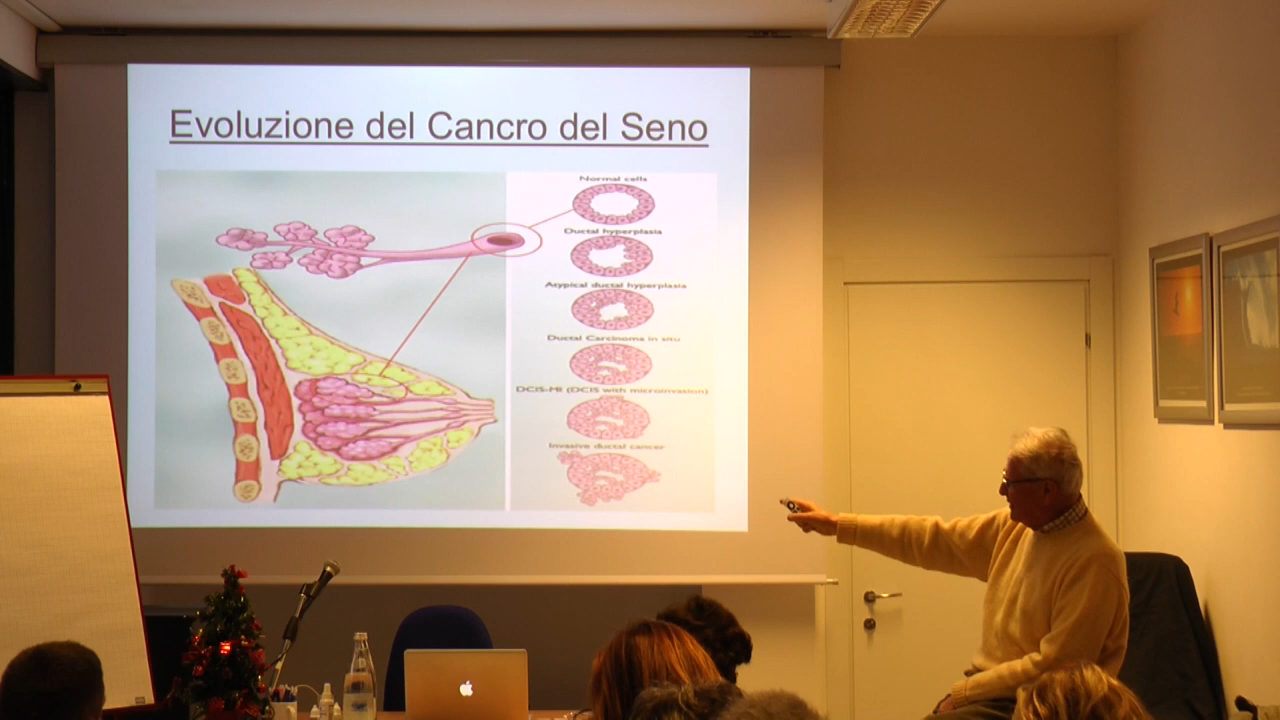 Evoluzione del Cancro del Seno
Normal cells
Ductal hyperplasia
Atypical ductal hyperplasia
Ductal Carcinoma in situ
DCIS-MI (DCIS with microinvasion)
Invasive ductal cancer